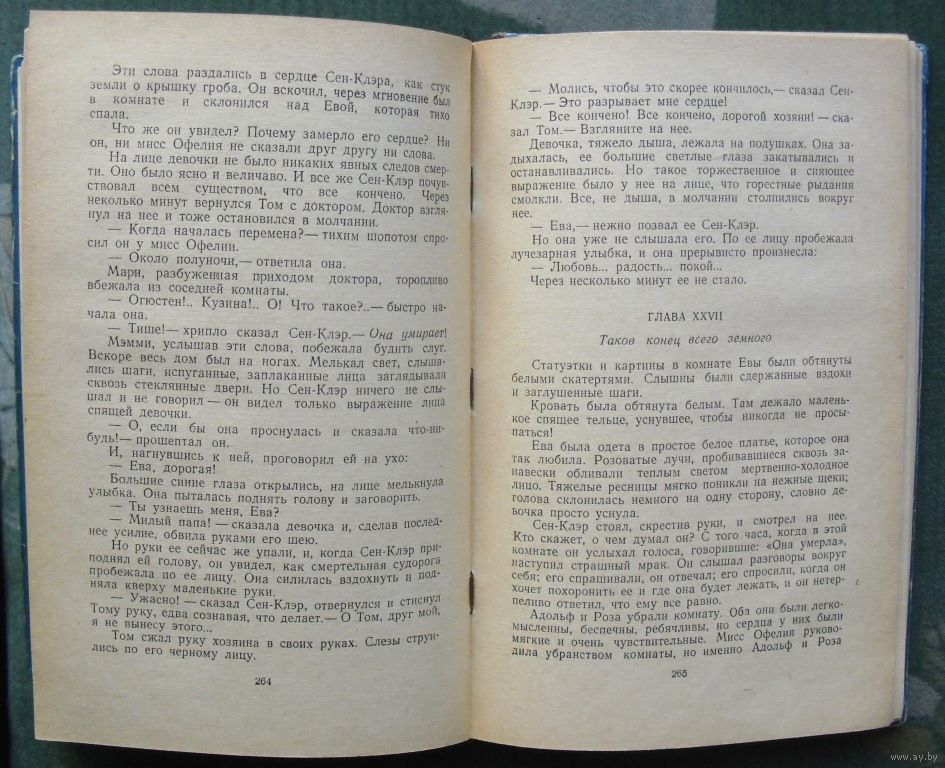 Эти слова раздались в сердце Сен-Клэра, как стук
земли о крышку гроба. Он вскочил, через мгновение был
в комнате и склонился над Евой, которая тихо
спала.
Что же он увидел? Почему замерло его сердце? Ни
он, ни мисс Офелия не сказали друг другу ни слова.
На лице девочки не было никаких явных следов смер-
ти. Оно было ясно и величаво. И все же Сен-Клэр почув-
ствовал всем существом, что все кончено. Через
неколько минут вернулся Том с доктором. Доктор взгля-
нул на нее и тоже остановился в молчании.
— Когда началась перемена?— тихим шопотом спро-
сил он у мисс Офелии.
— Около полуночи,— ответила она.
Мари, разбуженная приходом доктора, торопливо
вбежала из соседней комнаты.
— Огюстен!.. Кузина!.. О! Что такое?..— быстро на-
чала она.
— Тише!— хрипло сказал Сен-Клэр.— Она умирает!
Мэмми, услышав эти слова, побежала будить слуг.
Вскоре весь дом был на ногах. Мелькал свет, слыша-
лись шаги, испуганные, заплаканные лица заглядывали
сквозь стеклянные двери. Но Сен-Клэр ничего не слы-
шал и не говорил — он видел только выражение лица
спящей девочки.
— О, если бы она проснулась и сказала что-ни-
будь!— прошептал он.
И, нагнувшись к ней, проговорил ей на ухо:
— Ева, дорогая!
Большие синие глаза открылись, на лице мелькнула
улыбка. Она пыталась поднять голову и заговорить.
— Ты узнаешь меня, Ева?
— Милый папа! — сказала девочка и, сделав послед-
нее усилие, обвила руками его шею.
Но руки ее сейчас же упали, и, когда Сен-Клэр при-
поднял ей голову, он увидел, как смертельная судорога
пробежала по ее лицу. Она силилась вздохнуть и под-
няла кверху маленькие руки.
— Ужасно! — сказал Сен-Клэр, отвернулся и стиснул
Тому руку, едва сознавая, что делает.— О Том, друг мой,
я не вынесу этого...
Том сжал руку хозяина в своих руках. Слезы струи-
лись по его черному лицу.
264
— Молись, чтобы это скорее кончилось,— сказал Сен-
Клэр.— Это разрывает мне сердце!
— Все кончено! Все кончено, дорогой хозяин! — ска-
зал Том.— Взгляните на нее.
Девочка, тяжело дыша, лежала на подушках. Она за-
дыхалась, ее большие светлые глаза закатывались и
останавливались. Но такое торжественное и сияющее
выражение было у нее на лице, что горестные рыдания
смолкли. Все, не дыша, в молчании столпились вокруг
нее.
— Ева,— нежно позвал ее Сен-Клэр.
Но она уже не слышала его. По ее лицу пробежала
лучезарная улыбка, и она прерывисто произнесла:
— Любовь... радость... покой...
Через несколько минут ее не стало.
ГЛАВА XXVII
Таков конец всего земного
Статуэтки и картины в комнате Евы были обтянуты
белыми скатертями. Слышны были сдержанные вздохи
и заглушенные шаги.
Кровать была обтянута белым. Там лежало малень-
кое спящее тельце, уснувшее, чтобы никогда не просы-
паться!
Ева была одета в простое белое платье, которое она
так любила. Розоватые лучи, пробивавшиеся сквозь за-
навески обливали теплым светом мертвенно-холодное
лицо. Тяжелые ресницы мягко поникли на нежные щеки;
голова склонилась немного на одну сторону, словно де-
вочка просто уснула.
Сен-Клэр стоял, скрестив руки, и смотрел на нее.
Кто скажет, о чем думал он? С того часа, когда в этой
комнате он услыхал голоса, говорившие: «Она умерла»,
наступил страшный мрак. Он слышал разговоры вокруг
себя; его спрашивали, он отвечал; его спросили, когда он
хочет похоронить ее и где она будет лежать, и он нетер-
пеливо ответил, что ему все равно.
Адольф и Роза убрали комнату. Оба они были легко-
мысленны, беспечны, ребячливы, но сердца у них были
мягкие и очень чувствительные. Мисс Офелия руково-
дила убранством комнаты, но именно Адольф и Роза
265
www.ay.by